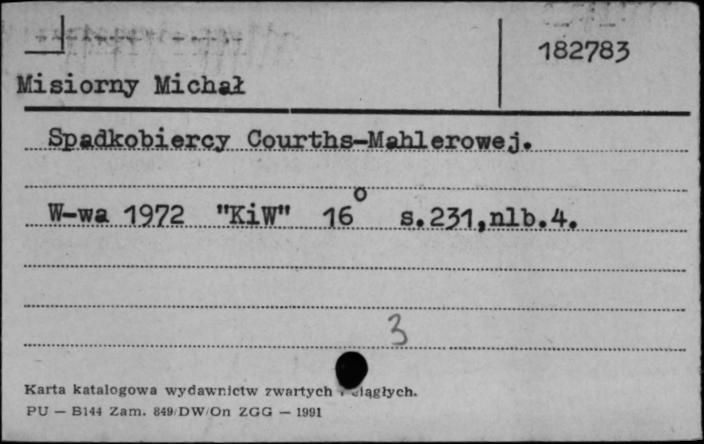 182783
Misiorny Michał
Spadkobiercy Courths-Mahlerowej.
W-wa 1972 "KiW" 16° s.231,nlb.4.
3
Karta katalogowa wydawnictw zwartych i ciągłych.
PU — B144 Zam. 849/DW/On ZGG — 1991